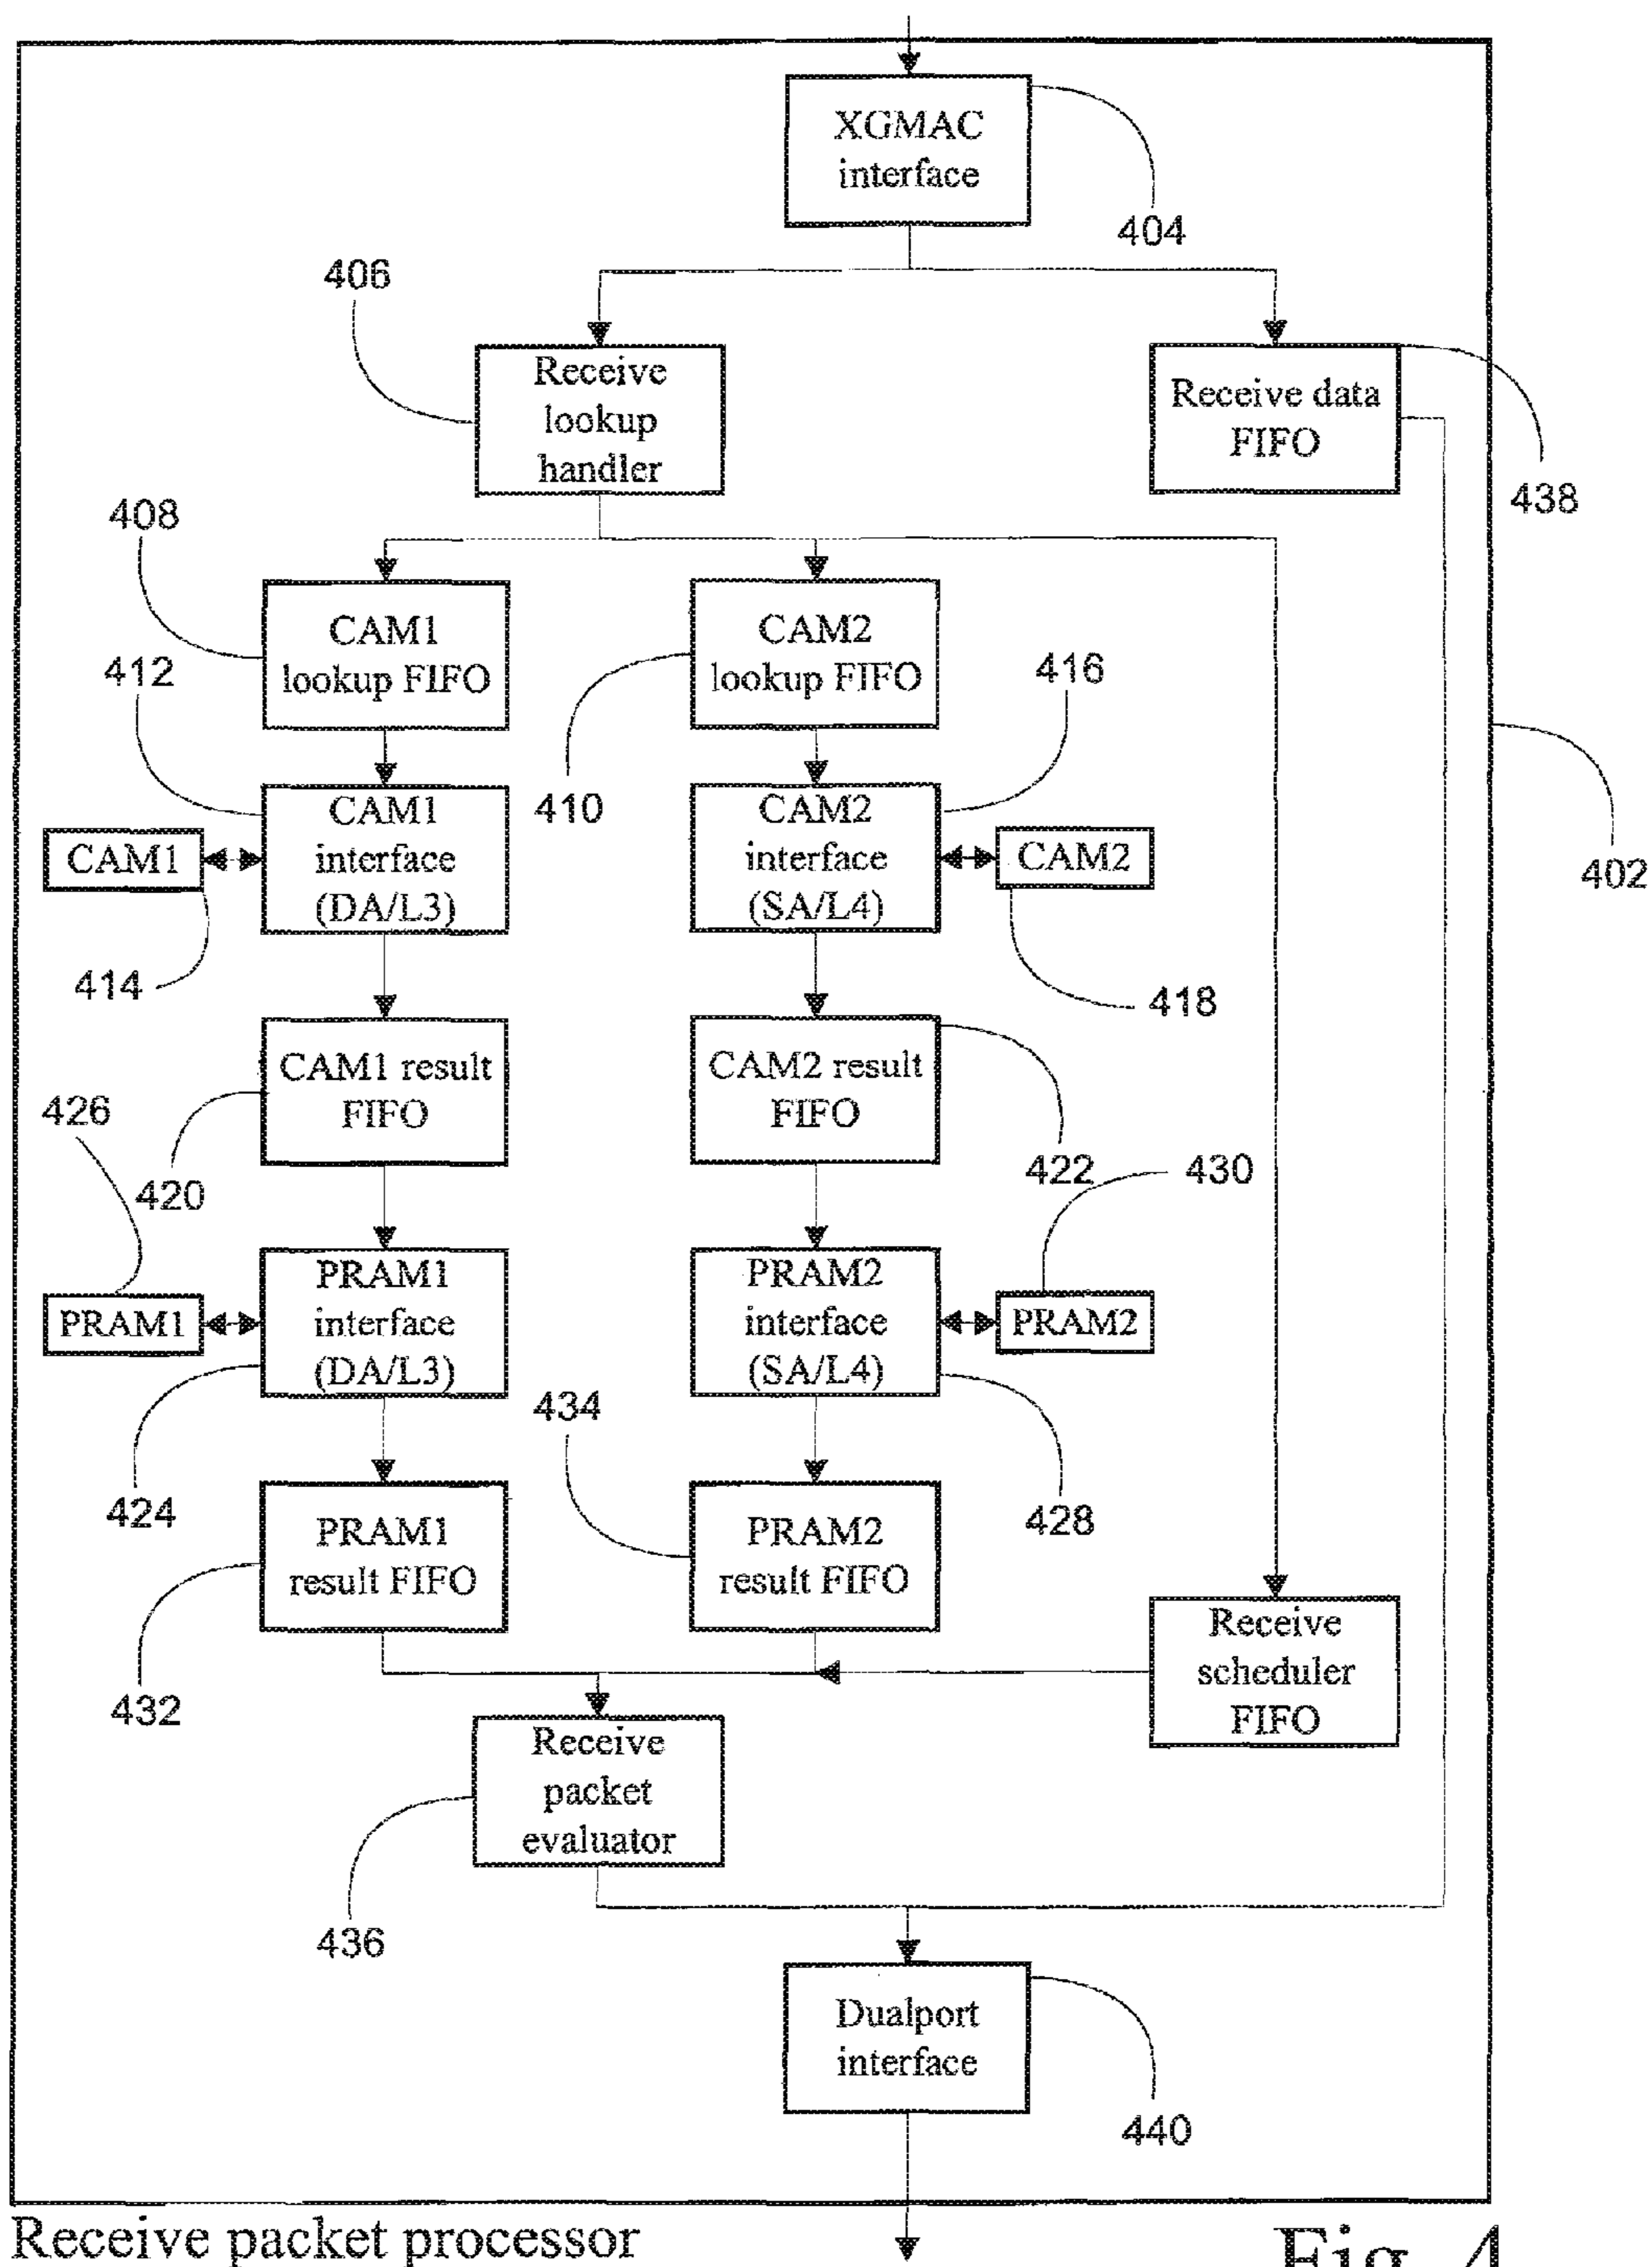 XGMAC
interface
404
406
Receive
lookup
handler
Receive data
FIFO
438
408
CAM1
lookup FIFO
CAM2
lookup FIFO
412
416
410
402
CAM1
interface
(DA/L3)
CAM1
CAM2
interface
(SA/L4)
CAM2
414
418
CAM1 result
FIFO
CAM2 result
FIFO
426
420
422
430
PRAM1
interface
(DA/L3)
PRAM1
PRAM2
interface
(SA/L4)
PRAM2
434
424
428
PRAM1
result FIFO
PRAM2
result FIFO
Receive
scheduler
FIFO
432
Receive
packet
evaluator
436
Dualport
interface
440
Receive packet processor
Fig. 4